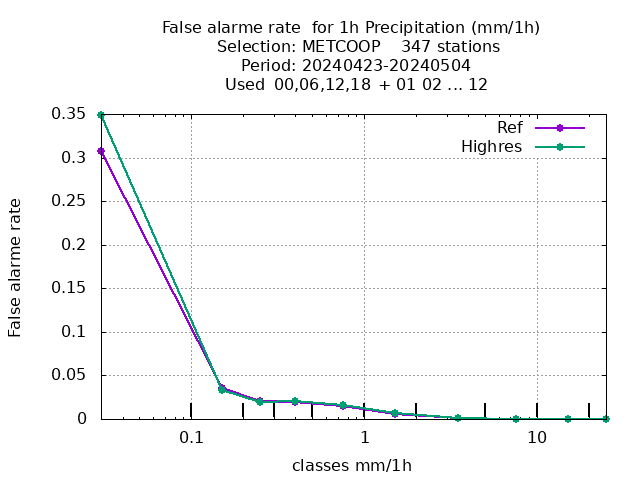 False alarme rate  for 1h Precipitation (mm/1h)
Selection: METCOOP    347 stations
Period: 20240423-20240504
Used  00,06,12,18 + 01 02 ... 12
Ref
Highres
0.35
0.3
0.25
0.2
0.15
0.1
0.05
0
False alarme rate
0.1 1 10
classes mm/1h